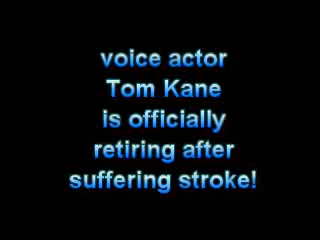 voice actor
Tom Kane
is officially
retiring after
suffering stroke!